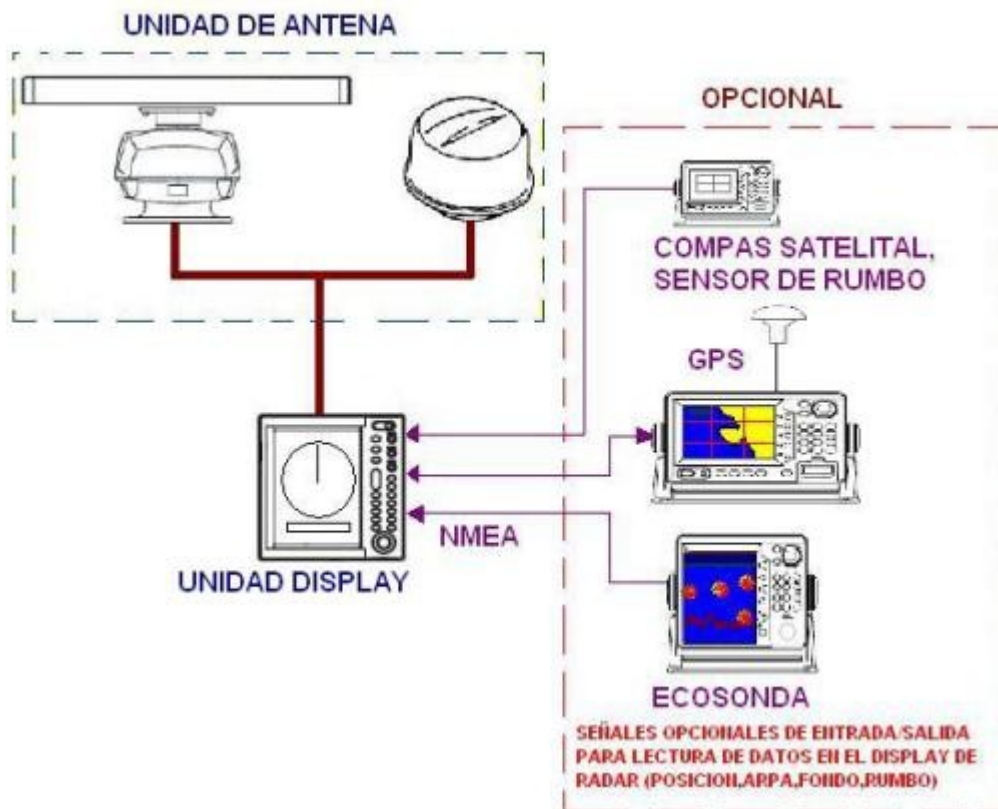 UNIDAD DE ANTENA
OPCIONAL
COMPAS SATELITAL,
SENSOR DE RUMBO
GPS
NMEA
UNIDAD DISPLAY
ECOSONDA
SEÑALES OPCIONALES DE ENTRADA/SALIDA
PARA LECTURA DE DATOS EN EL DISPLAY DE
RADAR (POSICION,ARPA,FONDO,RUMBO)